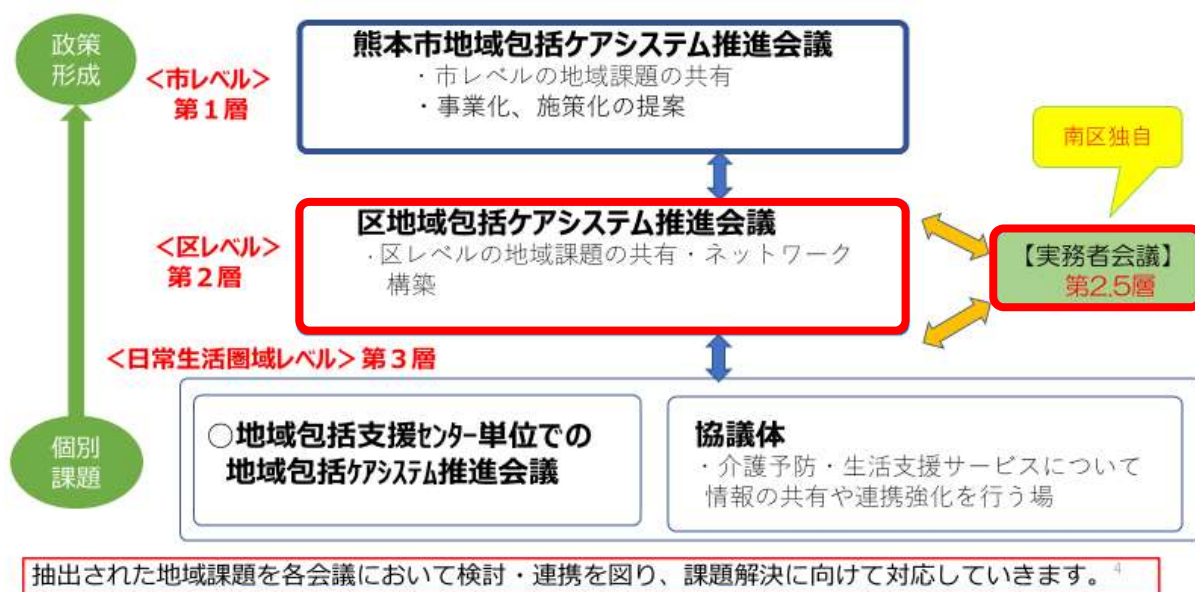 政策
形成
<市レベル>
第１層
熊本市地域包括ケアシステム推進会議
・市レベルの地域課題の共有
・事業化、施策化の提案
南区独自
<区レベル>
第２層
区地域包括ケアシステム推進会議
・区レベルの地域課題の共有・ネットワーク
構築
【実務者会議】
第2.5層
<日常生活圏域レベル>第３層
個別
課題
○地域包括支援ｾﾝﾀｰ単位での
地域包括ｹｱｼｽﾃﾑ推進会議
協議体
・介護予防・生活支援サービスについて
情報の共有や連携強化を行う場
抽出された地域課題を各会議において検討・連携を図り、課題解決に向けて対応していきます。
4